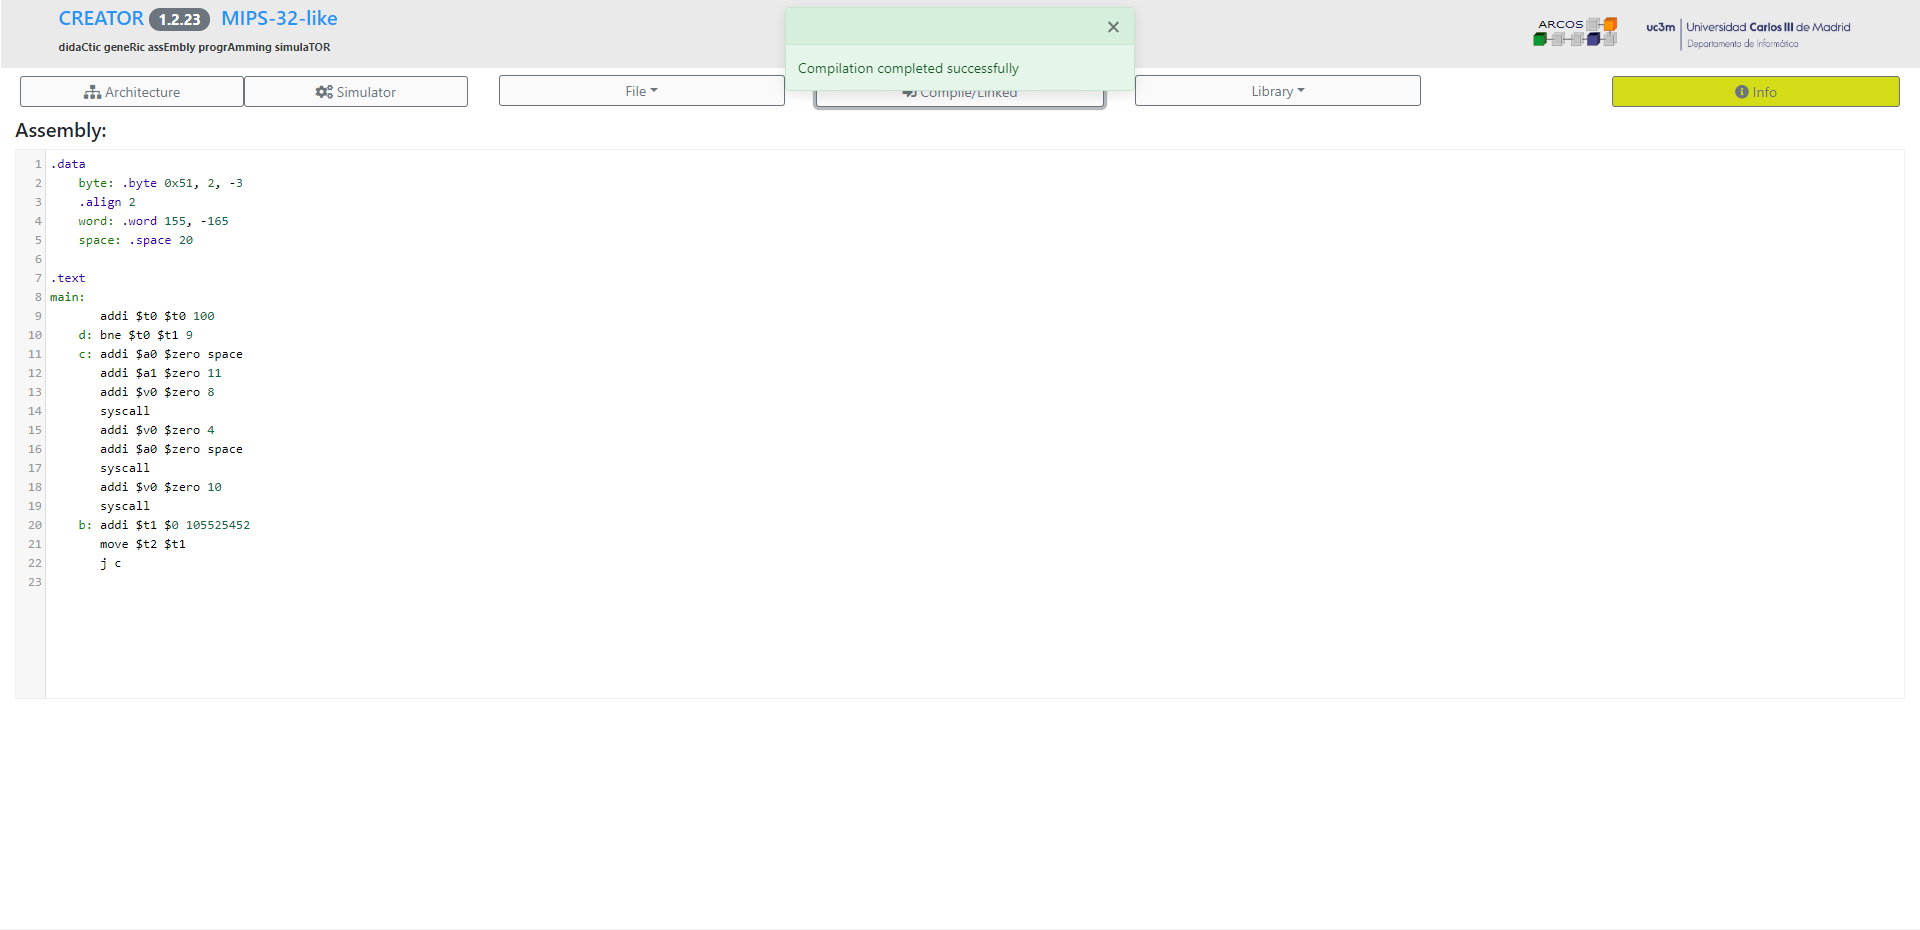 CREATOR 1.2.23 MIPS-32-like
didaCtic geneRic assEmbly progrAmming simulaTOR
×
Compilation completed successfully
ARCOS
uc3m Universidad Carlos III de Madrid
Departamento de Informática
Architecture
Simulator
File
Compile/Linked
Library
Info
Assembly:
1 .data
2 byte: .byte 0x51, 2, -3
3 .align 2
4 word: .word 155, -165
5 space: .space 20
6
7 .text
8 main:
9 addi $t0 $t0 100
10 d: bne $t0 $t1 9
11 c: addi $a0 $zero space
12 addi $a1 $zero 11
13 addi $v0 $zero 8
14 syscall
15 addi $v0 $zero 4
16 addi $a0 $zero space
17 syscall
18 addi $v0 $zero 10
19 syscall
20 b: addi $t1 $0 105525452
21 move $t2 $t1
22 j c
23